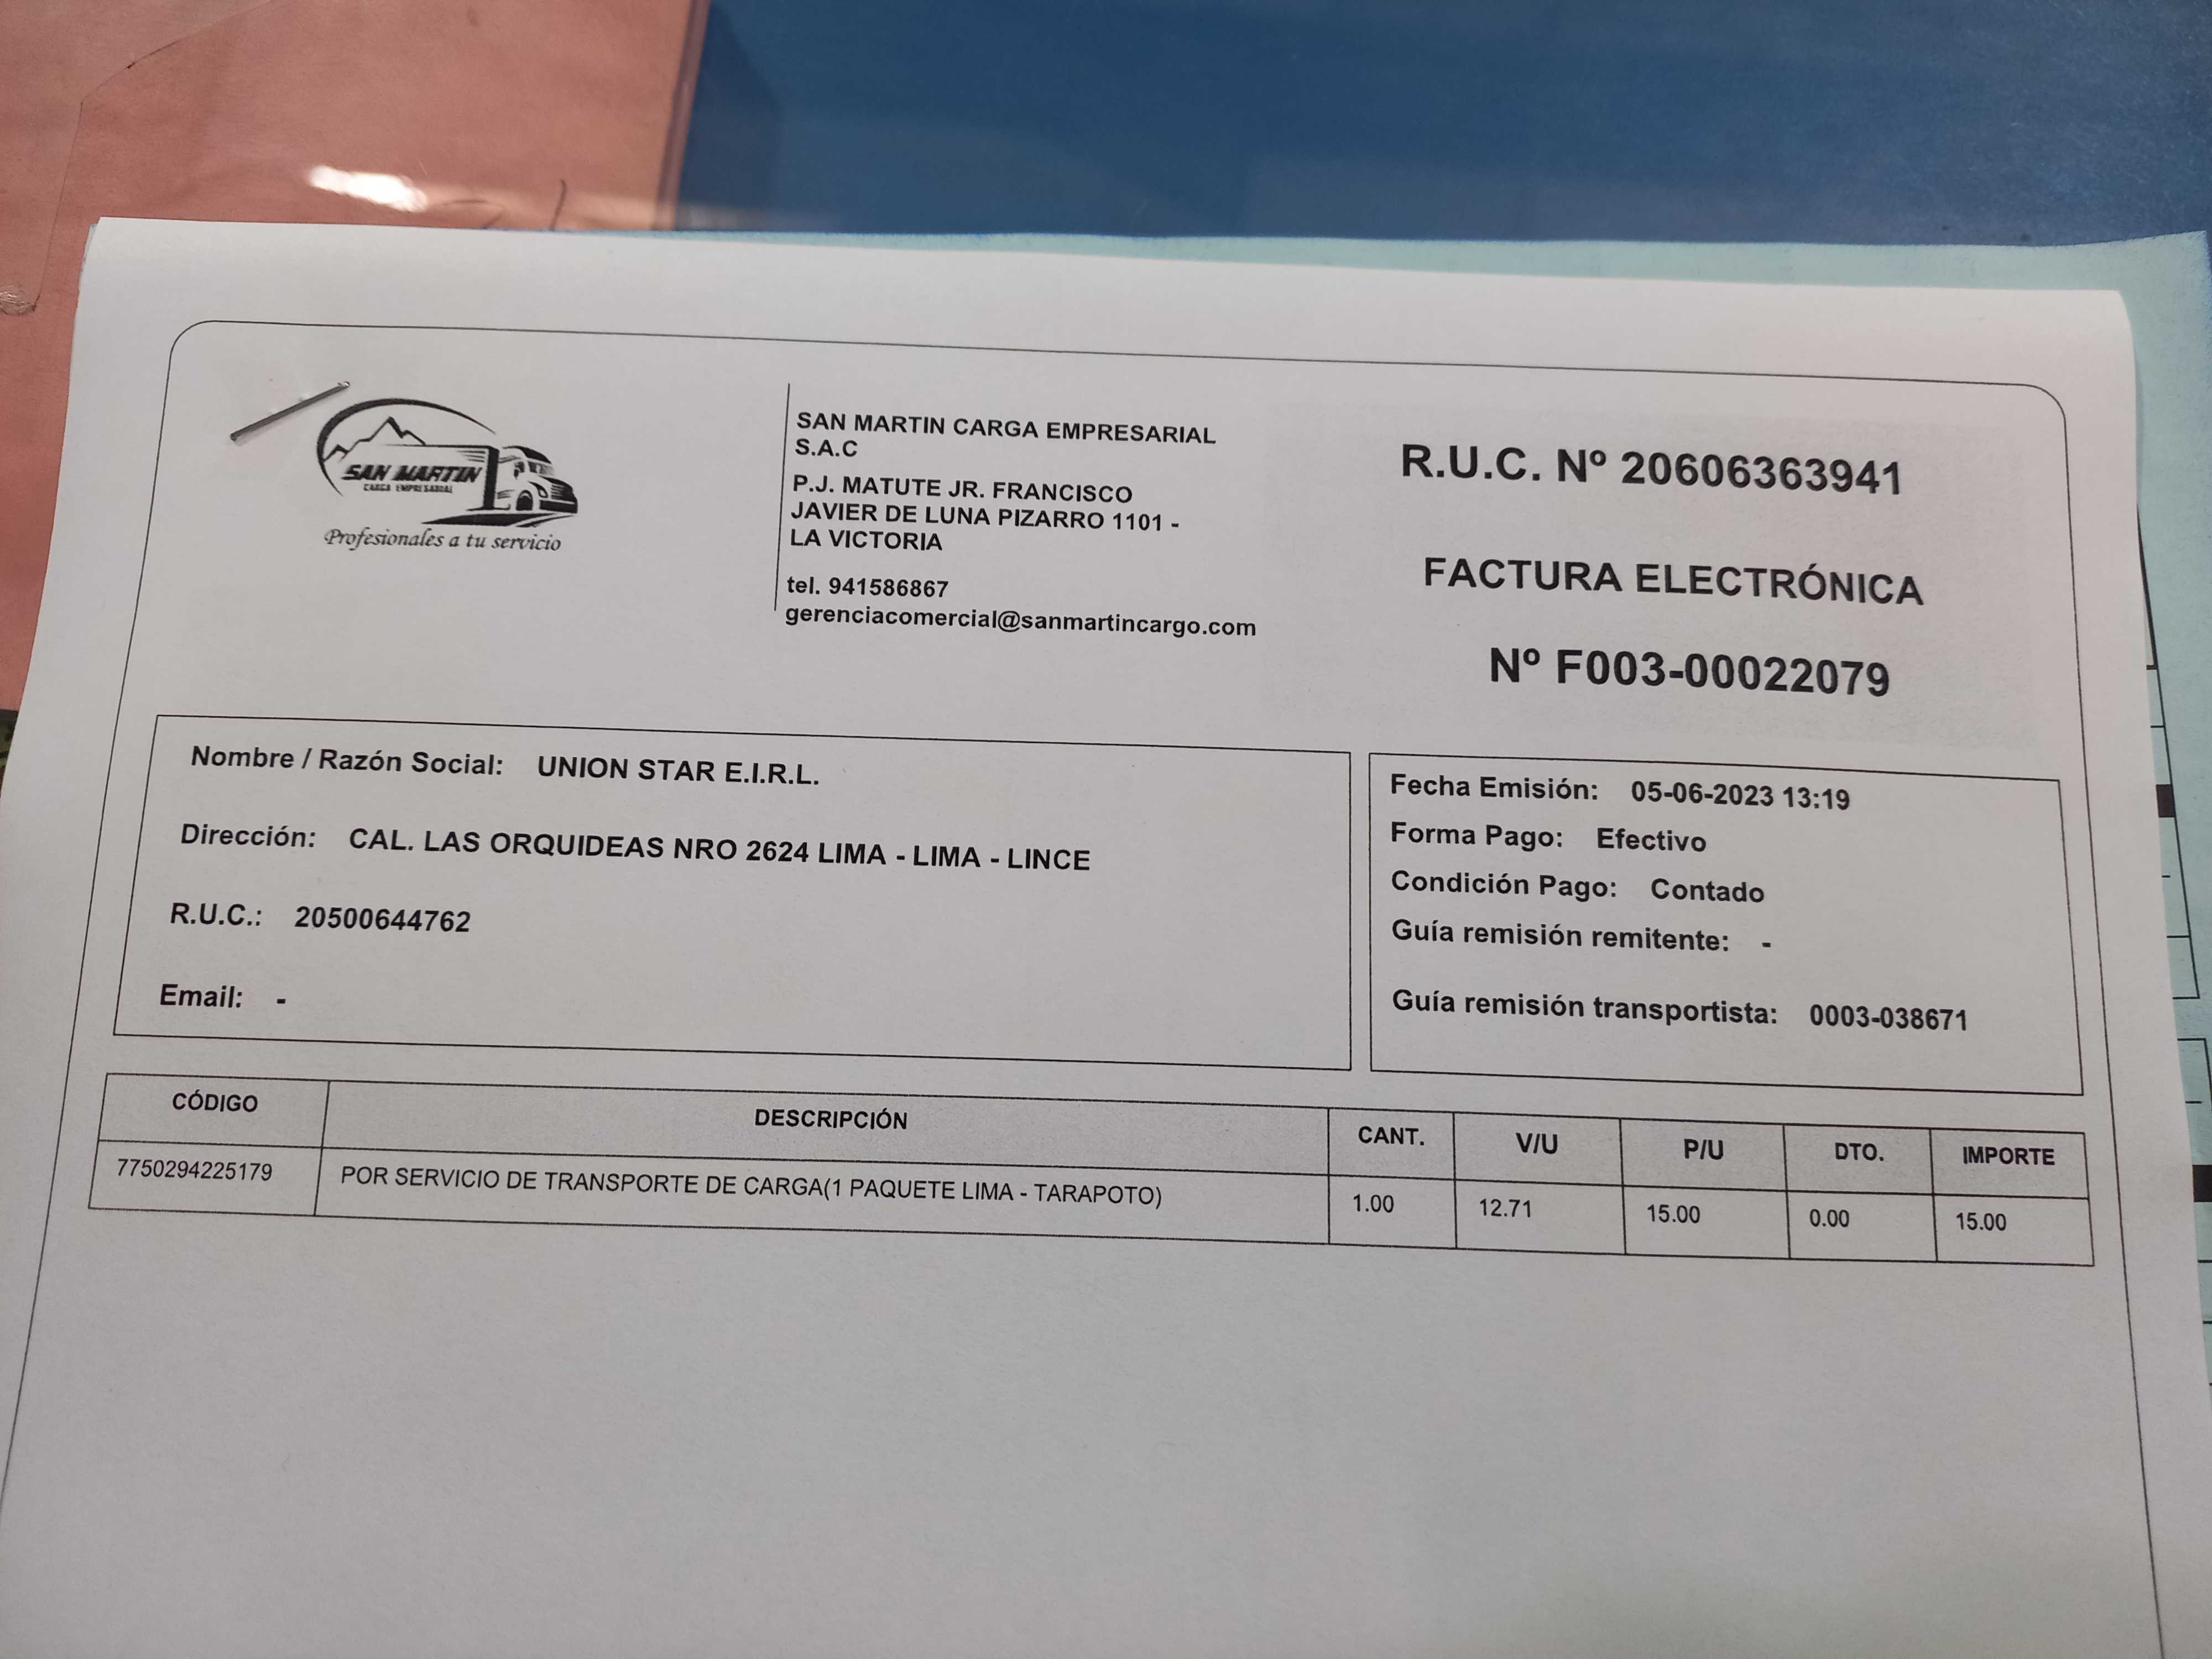 SAN MARTIN
CARGA EMPRESARIAL
Profesionales a tu servicio
SAN MARTIN CARGA EMPRESARIAL
S.A.C
P.J. MATUTE JR. FRANCISCO
JAVIER DE LUNA PIZARRO 1101 -
LA VICTORIA
tel. 941586867
gerenciacomercial@sanmartincargo.com
R.U.C. Nº 20606363941
FACTURA ELECTRÓNICA
Nº F003-00022079
Nombre / Razón Social: UNION STAR E.I.R.L.
Dirección: CAL. LAS ORQUIDEAS NRO 2624 LIMA - LIMA - LINCE
R.U.C.: 20500644762
Email: -
Fecha Emisión: 05-06-2023 13:19
Forma Pago: Efectivo
Condición Pago: Contado
Guía remisión remitente: -
Guía remisión transportista: 0003-038671
CÓDIGO DESCRIPCIÓN CANT. V/U P/U DTO. IMPORTE
7750294225179 POR SERVICIO DE TRANSPORTE DE CARGA(1 PAQUETE LIMA - TARAPOTO) 1.00 12.71 15.00 0.00 15.00